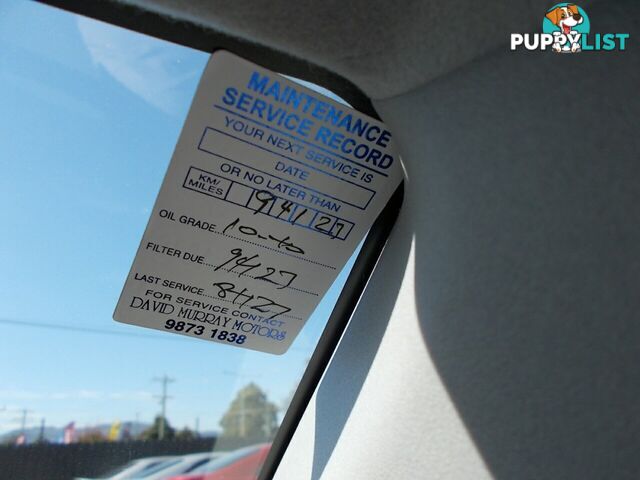 PUPPYLIST
MAINTENANCE
SERVICE RECORD
YOUR NEXT SERVICE IS
DATE
OR NO LATER THAN
KM/
MILES
94127
OIL GRADE 10-40
FILTER DUE 94127
LAST SERVICE 84127
FOR SERVICE CONTACT
DAVID MURRAY MOTORS
9873 1838